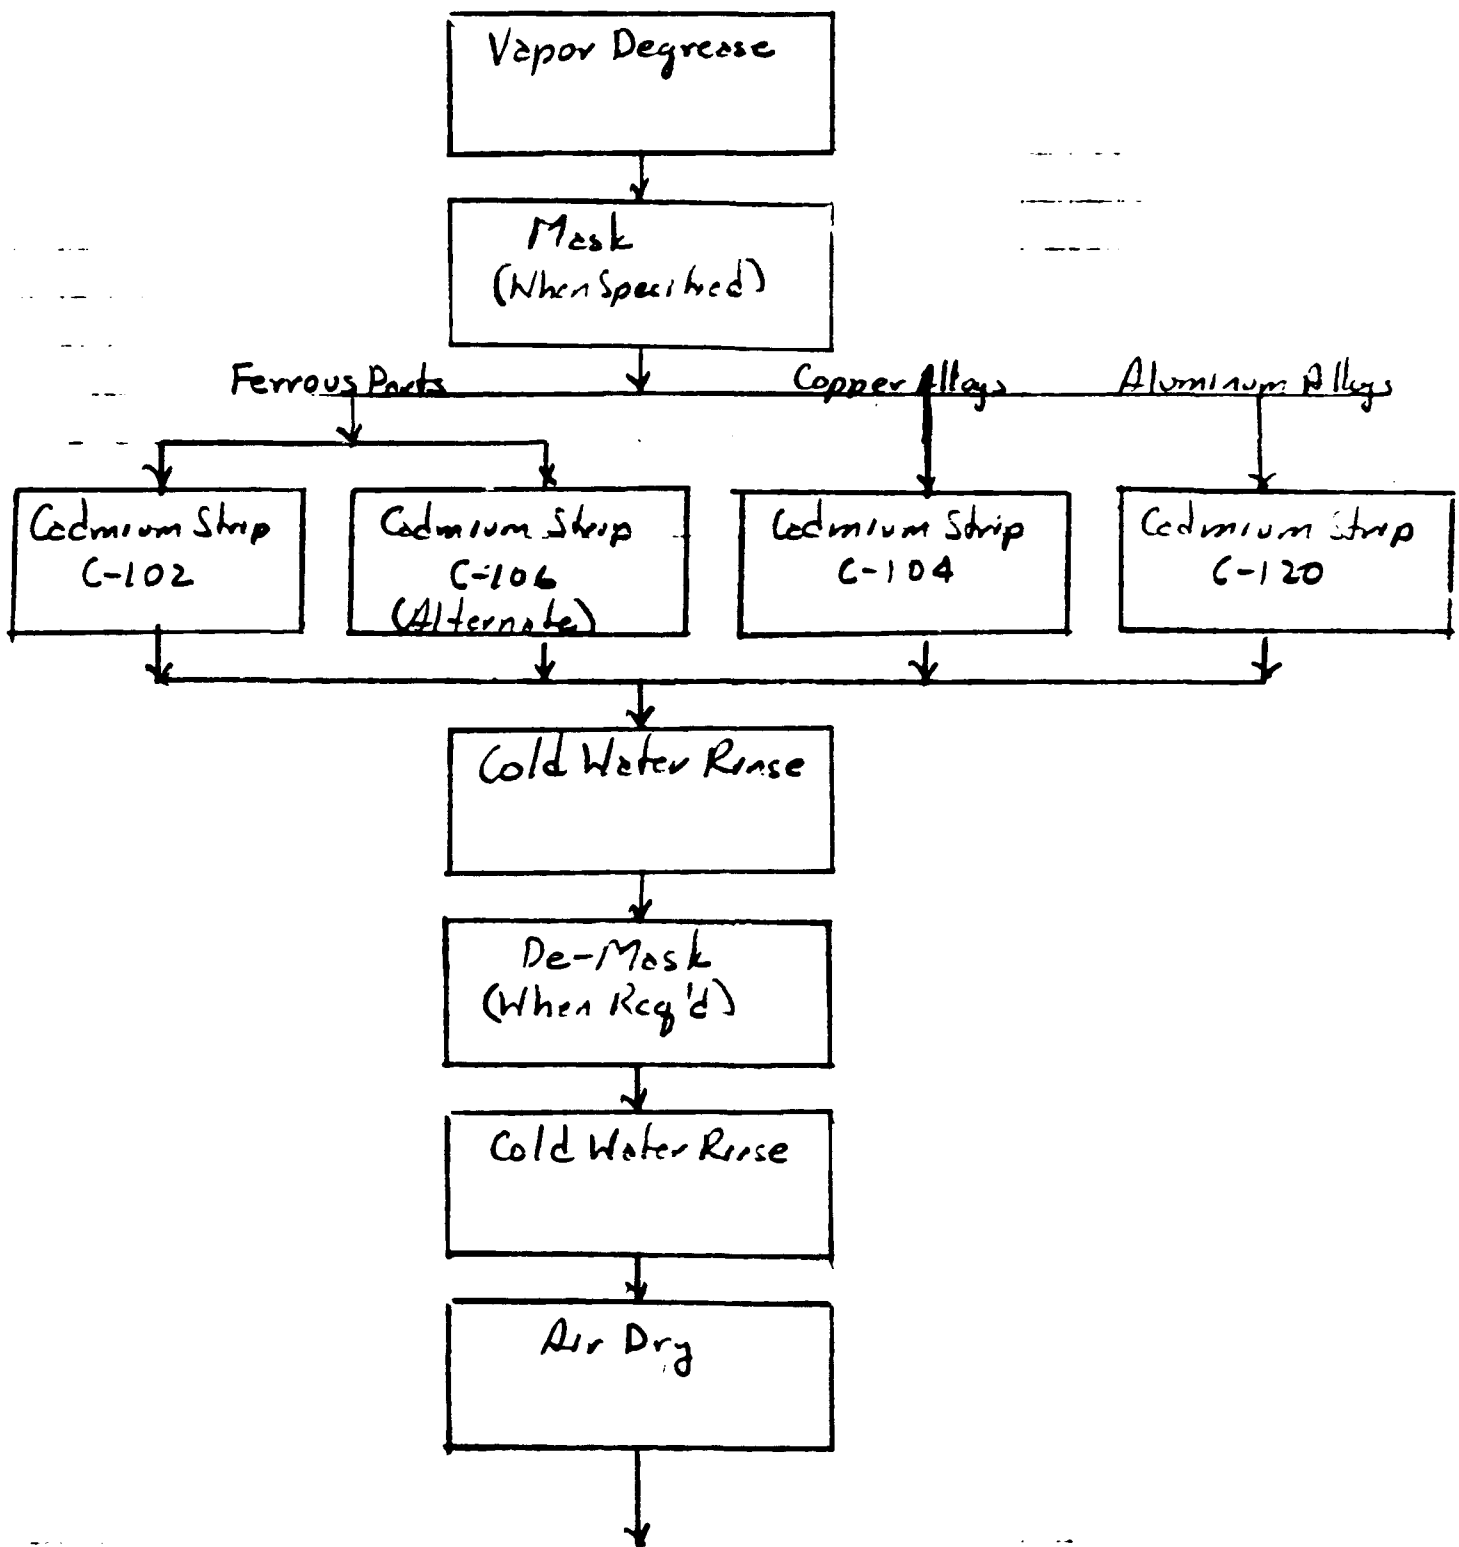 Vapor Degrease
Mask
(When Specified)
Ferrous Parts
Copper Alloys
Aluminum Alloys
Cadmium Strip
C-102
Cadmium Strip
C-106
(Alternate)
Cadmium Strip
C-104
Cadmium Strip
C-120
Cold Water Rinse
De-Mask
(When Req'd)
Cold Water Rinse
Air Dry